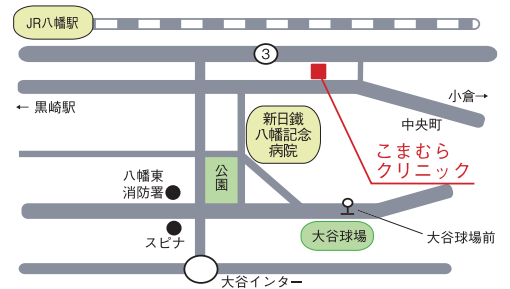 JR八幡駅
3
小倉→
←黒崎駅
中央町
新日鐵
八幡記念
病院
こまむら
クリニック
八幡東
消防署
公園
スピナ
大谷球場
大谷球場前
大谷インター